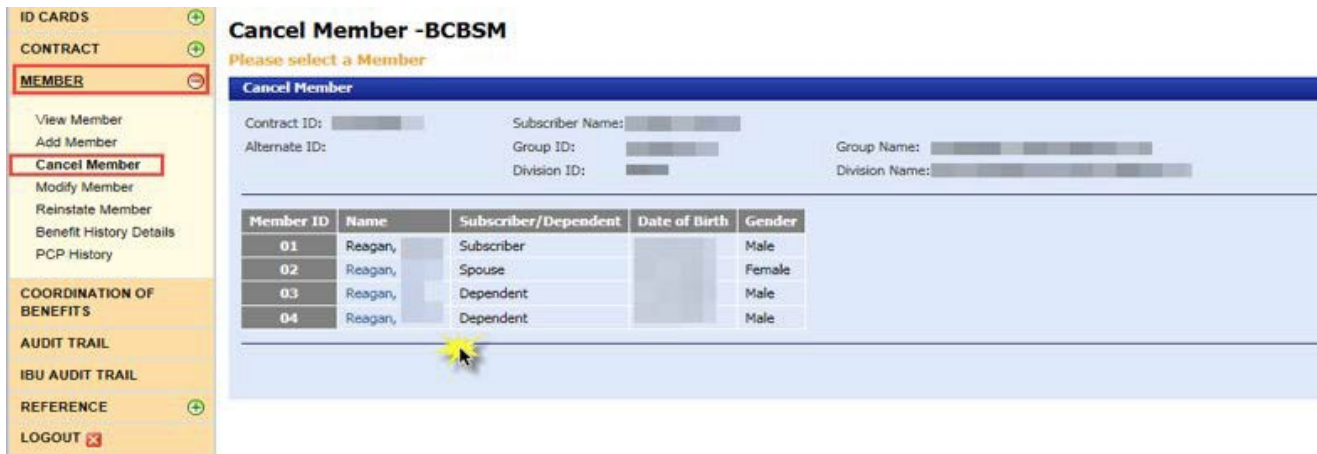 ID CARDS
CONTRACT
MEMBER
View Member
Add Member
Cancel Member
Modify Member
Reinstate Member
Benefit History Details
PCP History
COORDINATION OF
BENEFITS
AUDIT TRAIL
IBU AUDIT TRAIL
REFERENCE
LOGOUT
Cancel Member -BCBSM
Please select a Member
Cancel Member
Contract ID: Subscriber Name:
Alternate ID: Group ID: Group Name:
Division ID: Division Name:
Member ID Name Subscriber/Dependent Date of Birth Gender
01 Reagan, Subscriber Male
02 Reagan, Spouse Female
03 Reagan, Dependent Male
04 Reagan, Dependent Male